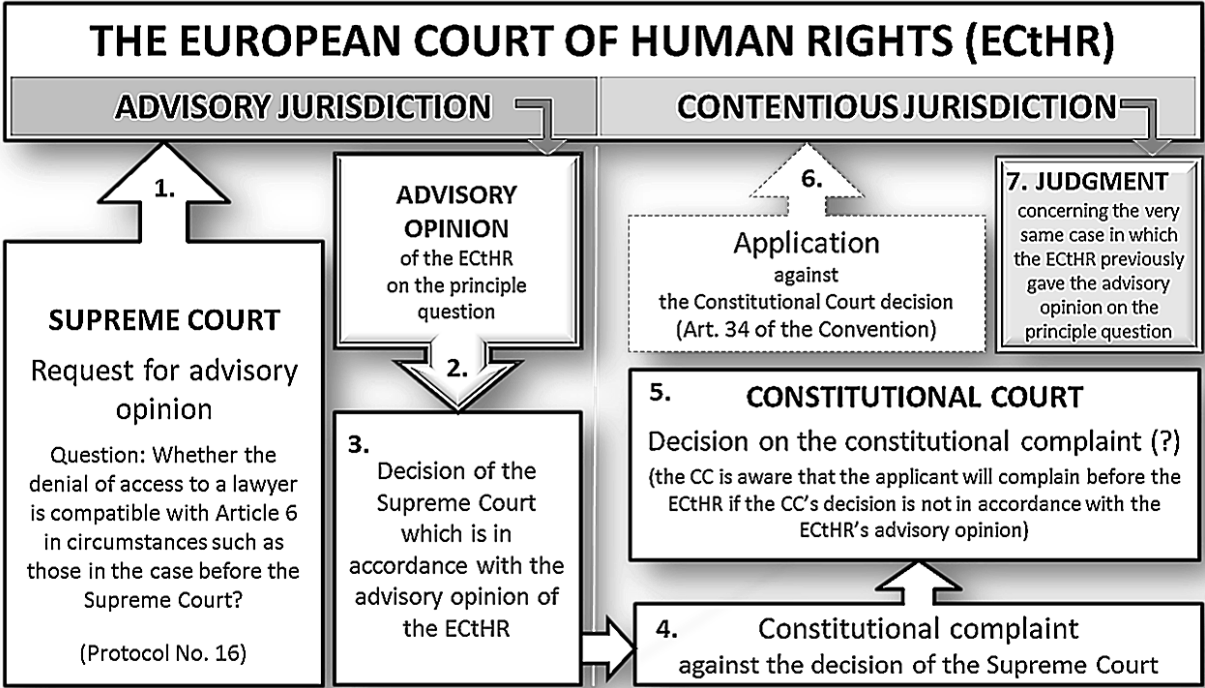 THE EUROPEAN COURT OF HUMAN RIGHTS (ECtHR)
ADVISORY JURISDICTION
CONTENTIOUS JURISDICTION
1.
SUPREME COURT
Request for advisory
opinion
Question: Whether the
denial of access to a lawyer
is compatible with Article 6
in circumstances such as
those in the case before the
Supreme Court?
(Protocol No. 16)
ADVISORY
OPINION
of the ECtHR
on the principle
question
2.
3.
Decision of the
Supreme Court
which is in
accordance with the
advisory opinion of
the ECtHR
4. Constitutional complaint
against the decision of the Supreme Court
5. CONSTITUTIONAL COURT
Decision on the constitutional complaint (?)
(the CC is aware that the applicant will complain before the
ECtHR if the CC's decision is not in accordance with the
ECtHR's advisory opinion)
6.
Application
against
the Constitutional Court decision
(Art. 34 of the Convention)
7. JUDGMENT
concerning the very
same case in which
the ECtHR previously
gave the advisory
opinion on the
principle question